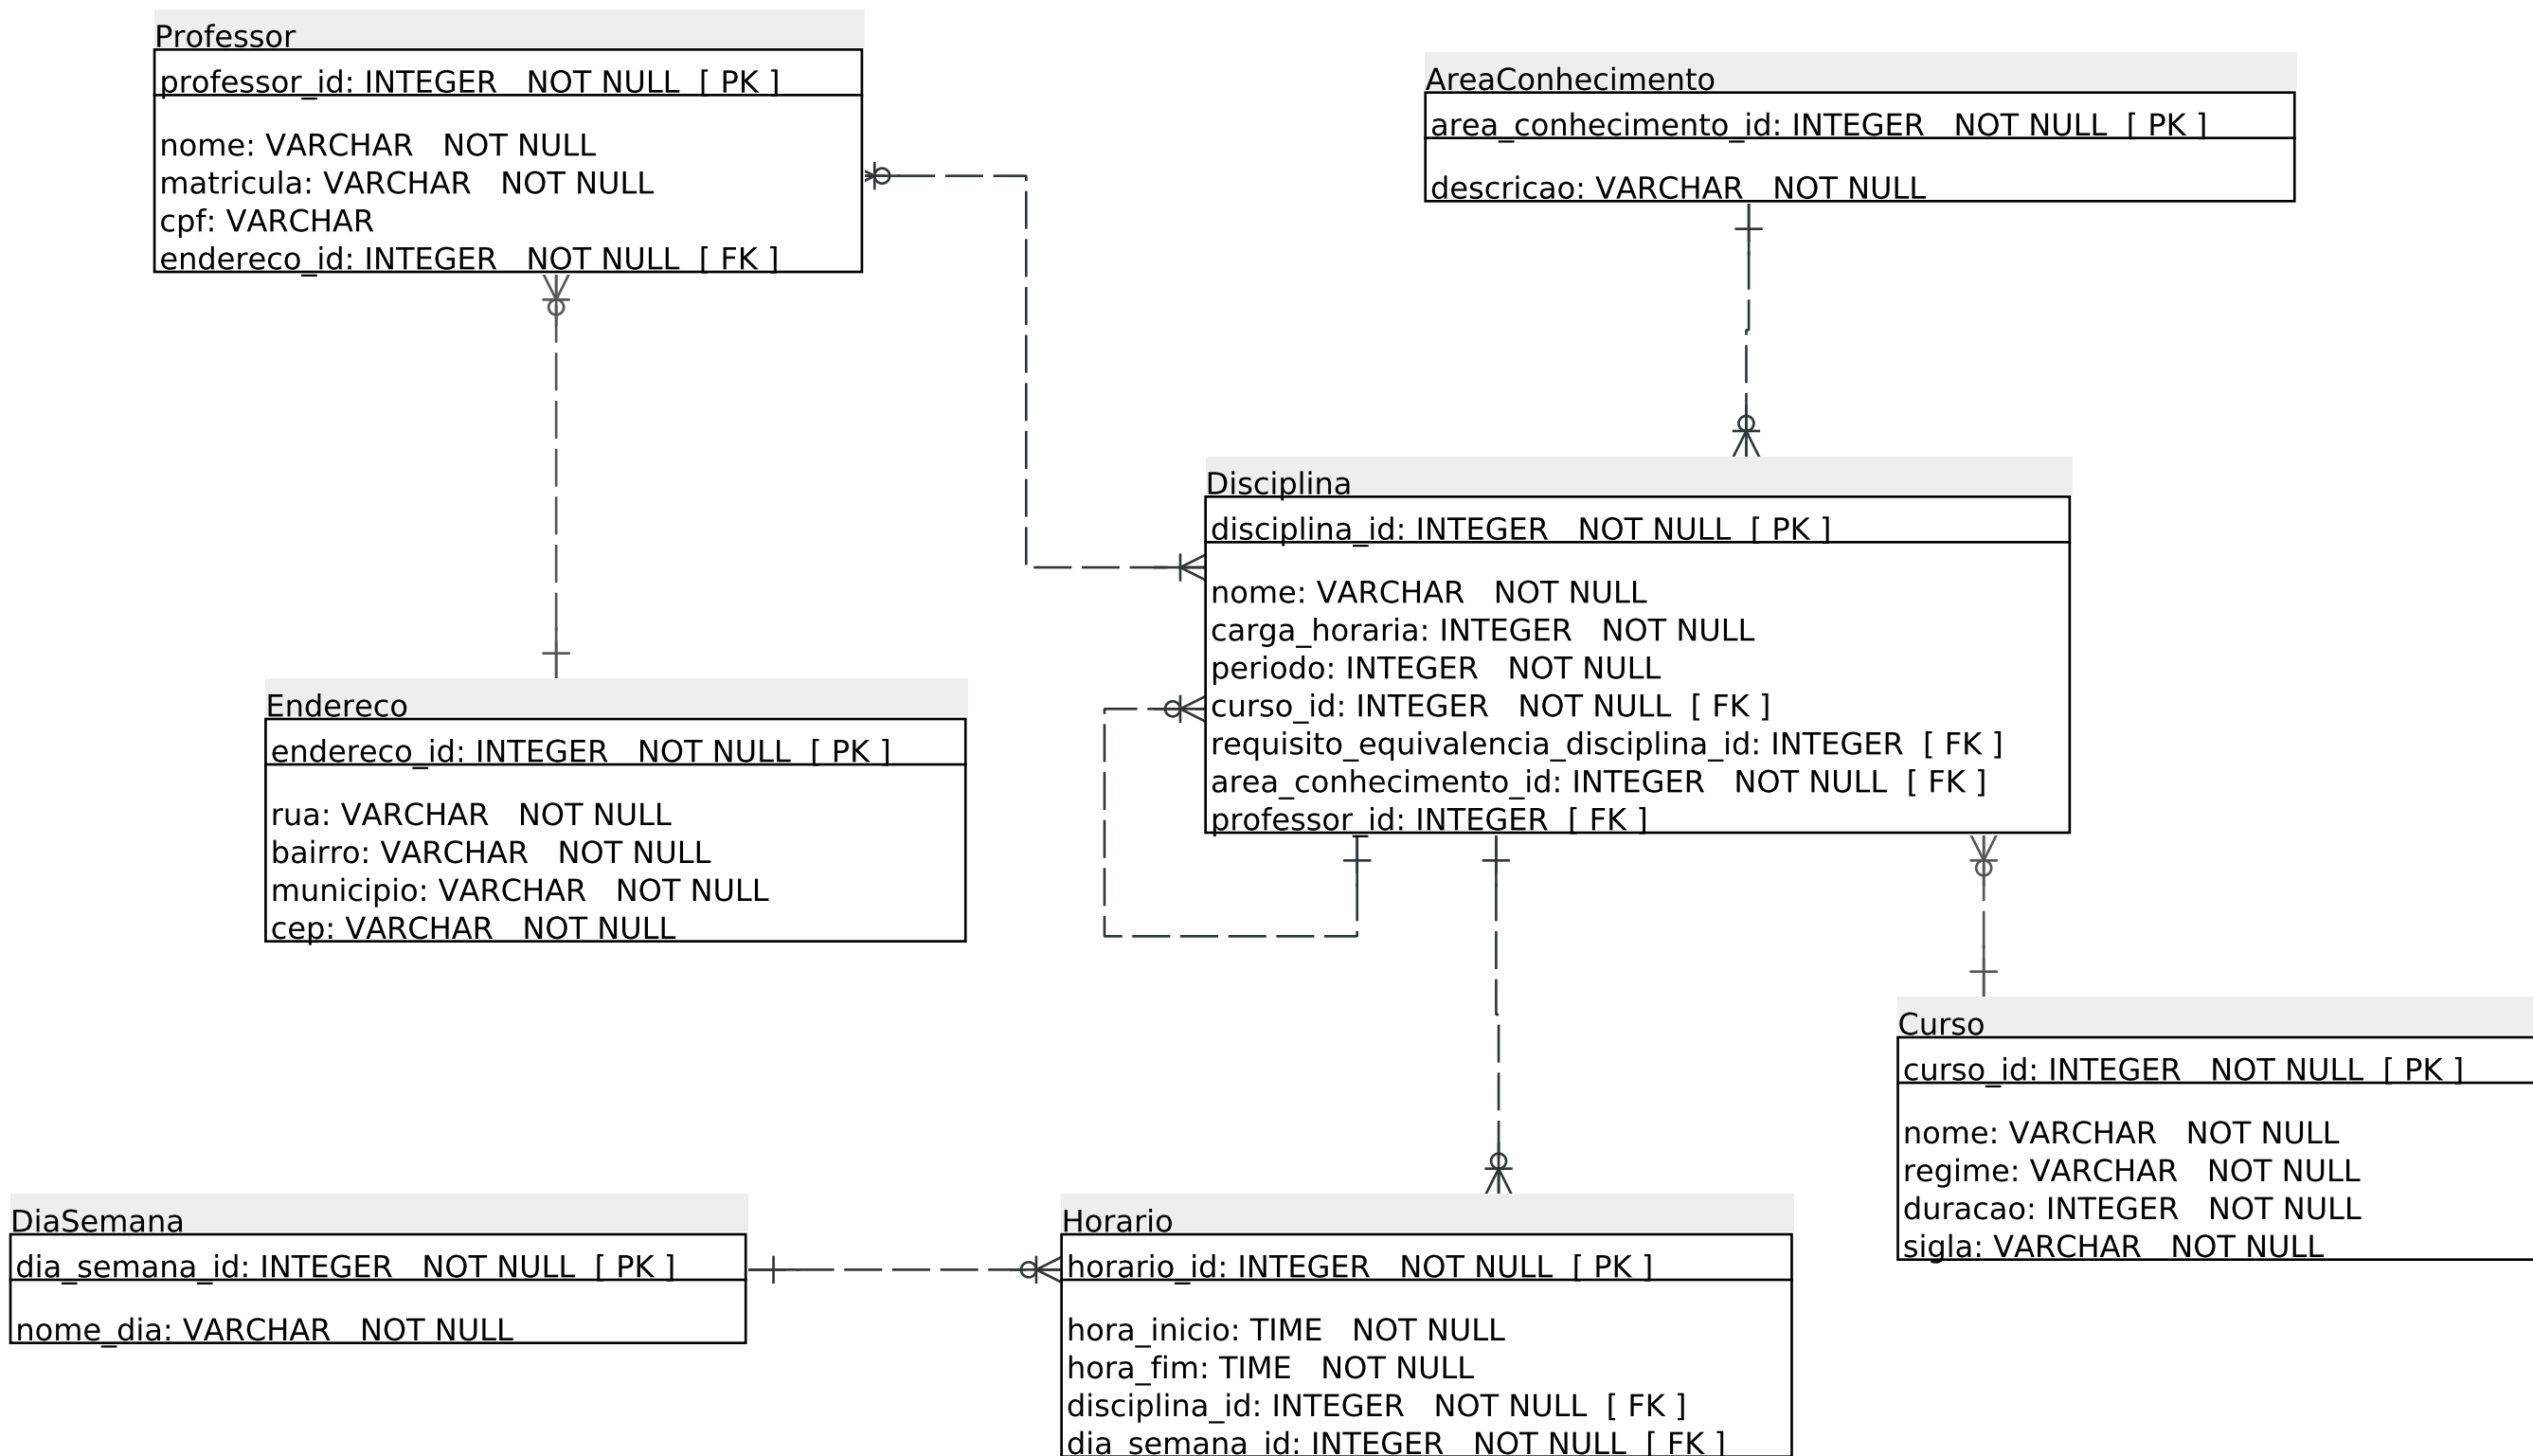 Professor
professor_id: INTEGER NOT NULL [ PK ]
nome: VARCHAR NOT NULL
matricula: VARCHAR NOT NULL
cpf: VARCHAR
endereco_id: INTEGER NOT NULL [ FK ]
AreaConhecimento
area_conhecimento_id: INTEGER NOT NULL [ PK ]
descricao: VARCHAR NOT NULL
Disciplina
disciplina_id: INTEGER NOT NULL [ PK ]
nome: VARCHAR NOT NULL
carga_horaria: INTEGER NOT NULL
periodo: INTEGER NOT NULL
curso_id: INTEGER NOT NULL [ FK ]
requisito_equivalencia_disciplina_id: INTEGER [ FK ]
area_conhecimento_id: INTEGER NOT NULL [ FK ]
professor_id: INTEGER [ FK ]
Endereco
endereco_id: INTEGER NOT NULL [ PK ]
rua: VARCHAR NOT NULL
bairro: VARCHAR NOT NULL
municipio: VARCHAR NOT NULL
cep: VARCHAR NOT NULL
Curso
curso_id: INTEGER NOT NULL [ PK ]
nome: VARCHAR NOT NULL
regime: VARCHAR NOT NULL
duracao: INTEGER NOT NULL
sigla: VARCHAR NOT NULL
DiaSemana
dia_semana_id: INTEGER NOT NULL [ PK ]
nome_dia: VARCHAR NOT NULL
Horario
horario_id: INTEGER NOT NULL [ PK ]
hora_inicio: TIME NOT NULL
hora_fim: TIME NOT NULL
disciplina_id: INTEGER NOT NULL [ FK ]
dia_semana_id: INTEGER NOT NULL [ FK ]